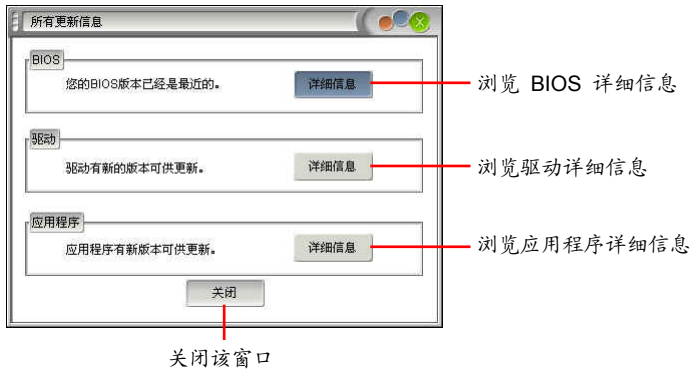 所有更新信息
BIOS
您的BIOS版本已经是最近的。
详细信息
浏览 BIOS 详细信息
驱动
驱动有新的版本可供更新。
详细信息
浏览驱动详细信息
应用程序
应用程序有新版本可供更新。
详细信息
浏览应用程序详细信息
关闭
关闭该窗口